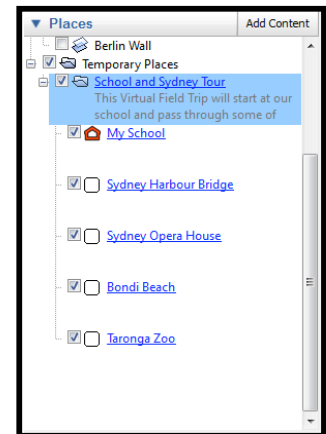 Places
Add Content
Berlin Wall
Temporary Places
School and Sydney Tour
This Virtual Field Trip will
start at our
school and pass through some of
My School
Sydney Harbour Bridge
Sydney Opera House
Bondi Beach
Taronga Zoo